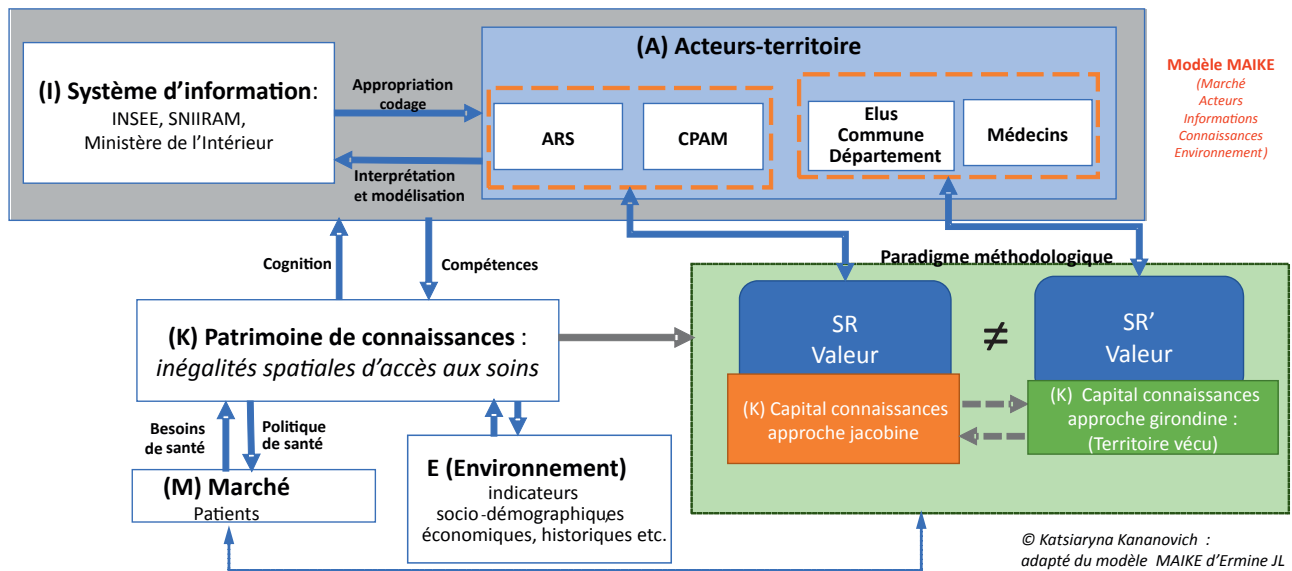 (A) Acteurs-territoire
(I) Système d'information:
INSEE, SNIIRAM,
Ministère de l'Intérieur
Appropriation
codage
Interprétation
et modélisation
ARS
CPAM
Elus
Commune
Département
Médecins
Modèle MAIKE
(Marché
Acteurs
Informations
Connaissances
Environnement)
Cognition
Compétences
Paradigme méthodologique
(K) Patrimoine de connaissances :
inégalités spatiales d'accès aux soins
SR
Valeur
≠
SR'
Valeur
(K) Capital connaissances
approche jacobine
(K) Capital connaissances
approche girondine :
(Territoire vécu)
Besoins
de santé
Politique
de santé
(M) Marché
Patients
E (Environnement)
indicateurs
socio-démographiques,
économiques, historiques etc.
© Katsiaryna Kananovich :
adapté du modèle MAIKE d'Ermine JL